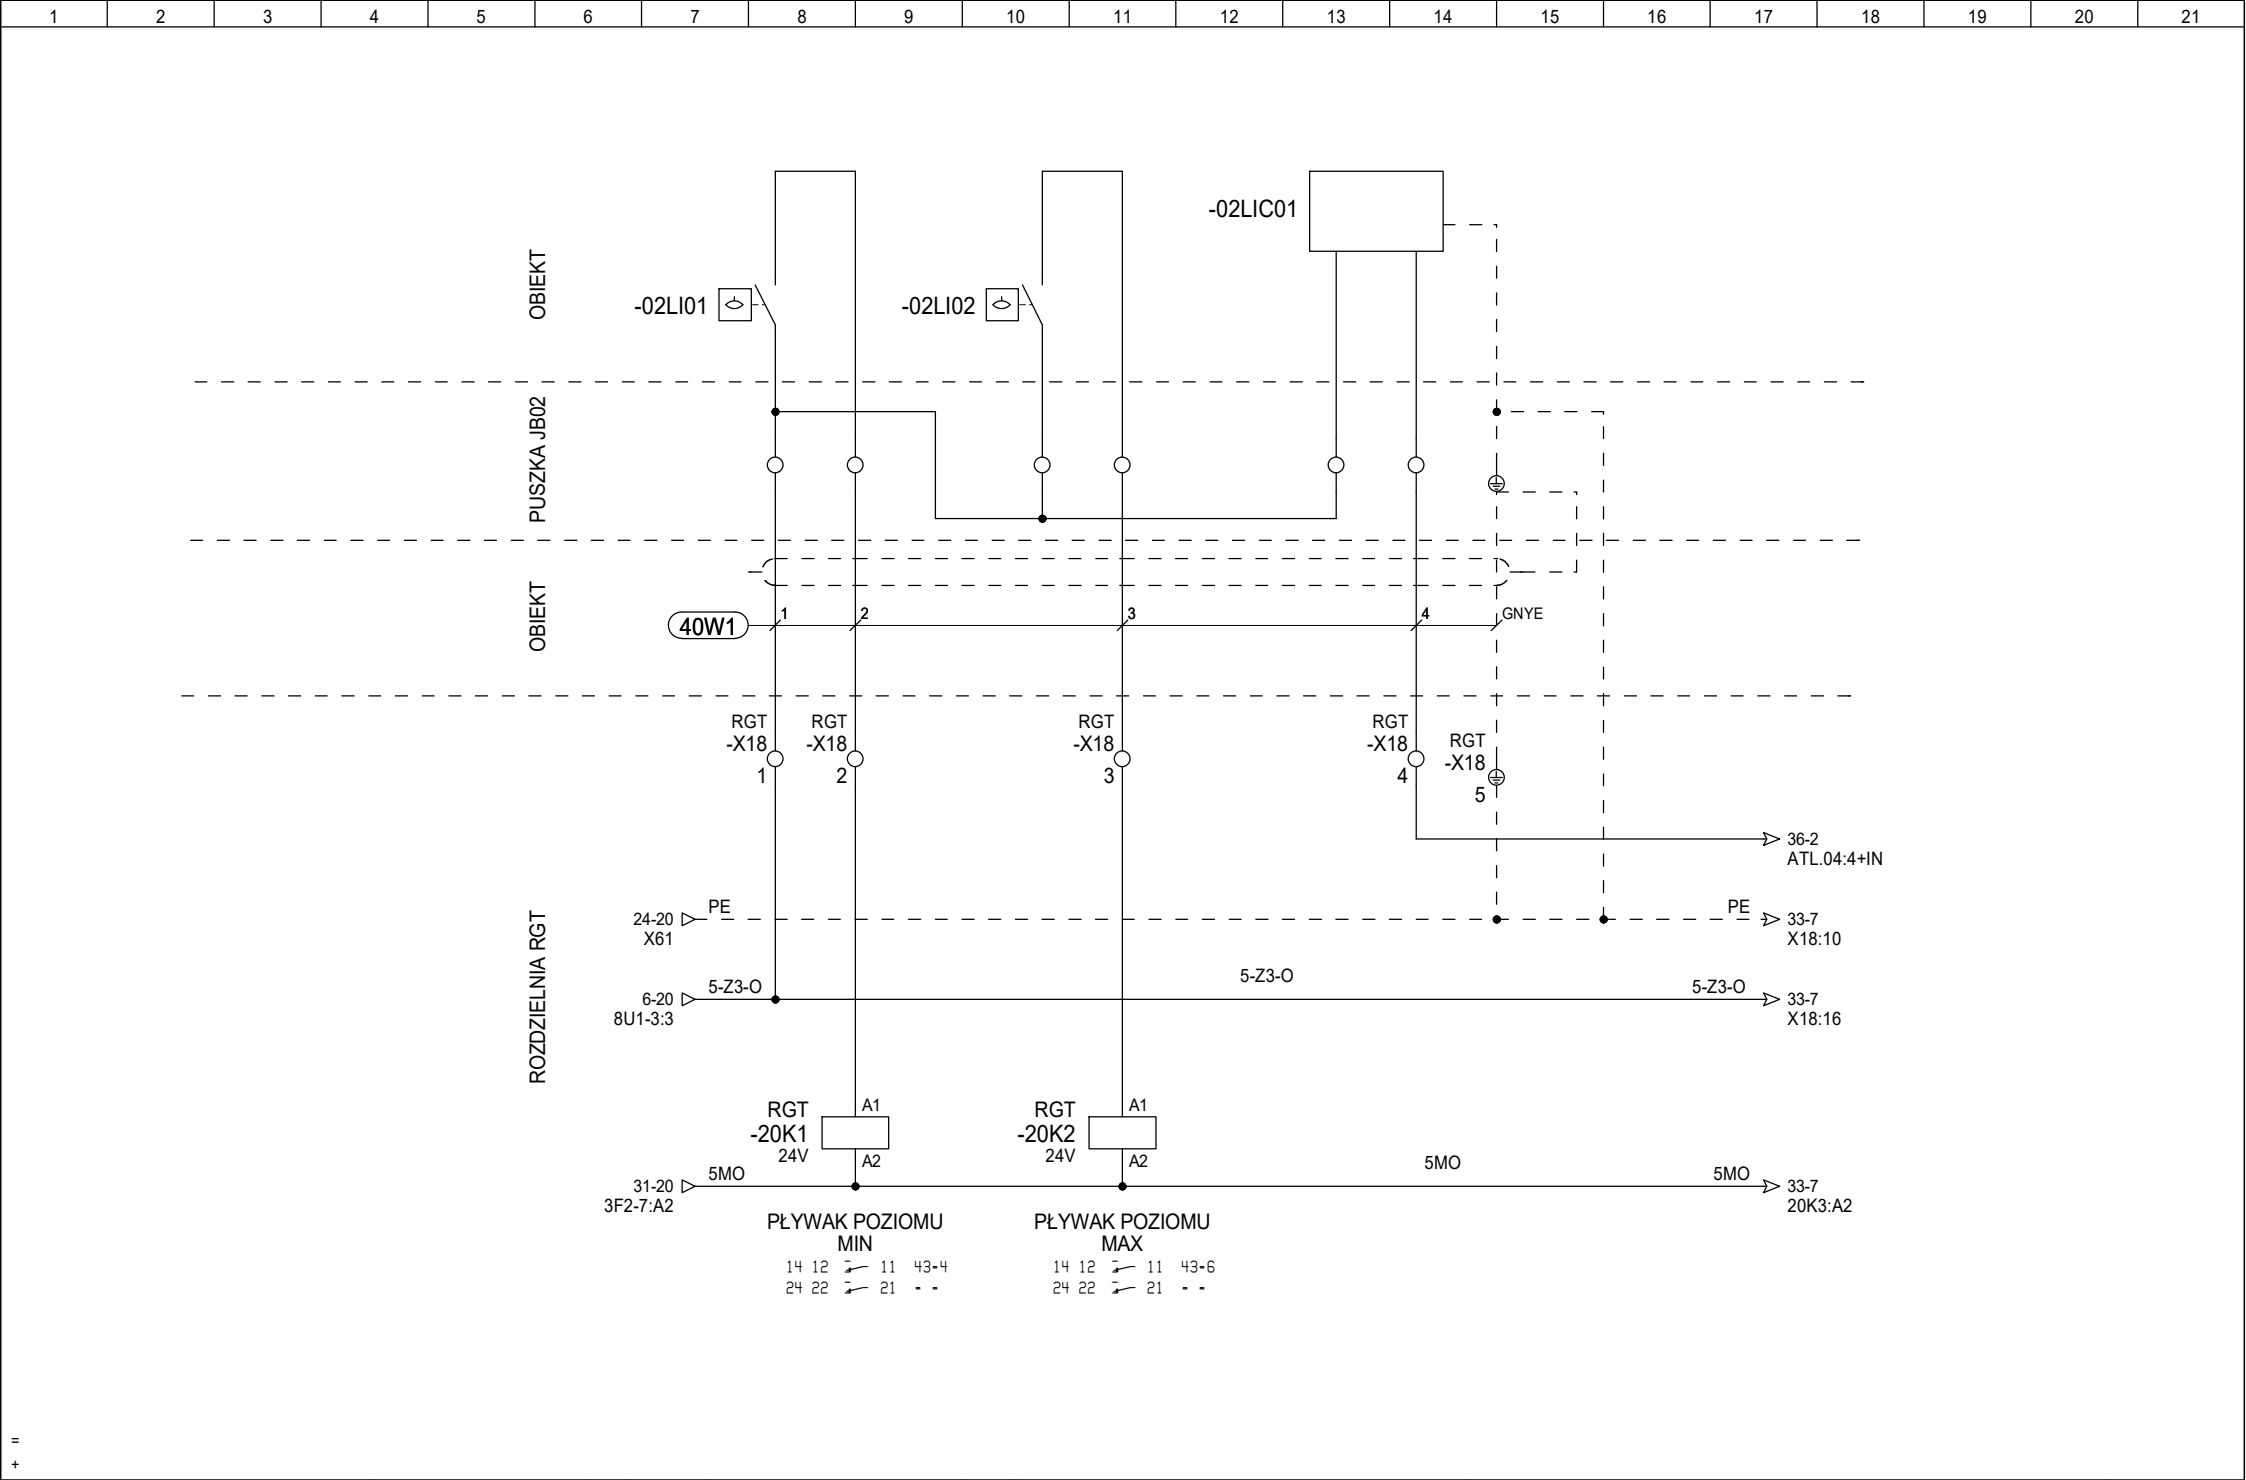 1 2 3 4 5 6 7 8 9 10 11 12 13 14 15 16 17 18 19 20 21
-02LIC01
OBIEKT
-02LI01
-02LI02
PUSZKA JB02
OBIEKT
40W1
1
2
3
4
GNYE
RGT
-X18
1
RGT
-X18
2
RGT
-X18
3
RGT
-X18
4
RGT
-X18
5
36-2
ATL.04:4+IN
ROZDZIELNIA RGT
24-20
X61
PE
PE
33-7
X18:10
6-20
8U1-3:3
5-Z3-O
5-Z3-O
5-Z3-O
33-7
X18:16
RGT
-20K1
24V
A1
A2
RGT
-20K2
24V
A1
A2
31-20
3F2-7:A2
5MO
5MO
5MO
33-7
20K3:A2
PŁYWAK POZIOMU
MIN
14 12 11 43-4
24 22 21 - -
PŁYWAK POZIOMU
MAX
14 12 11 43-6
24 22 21 - -
=
+